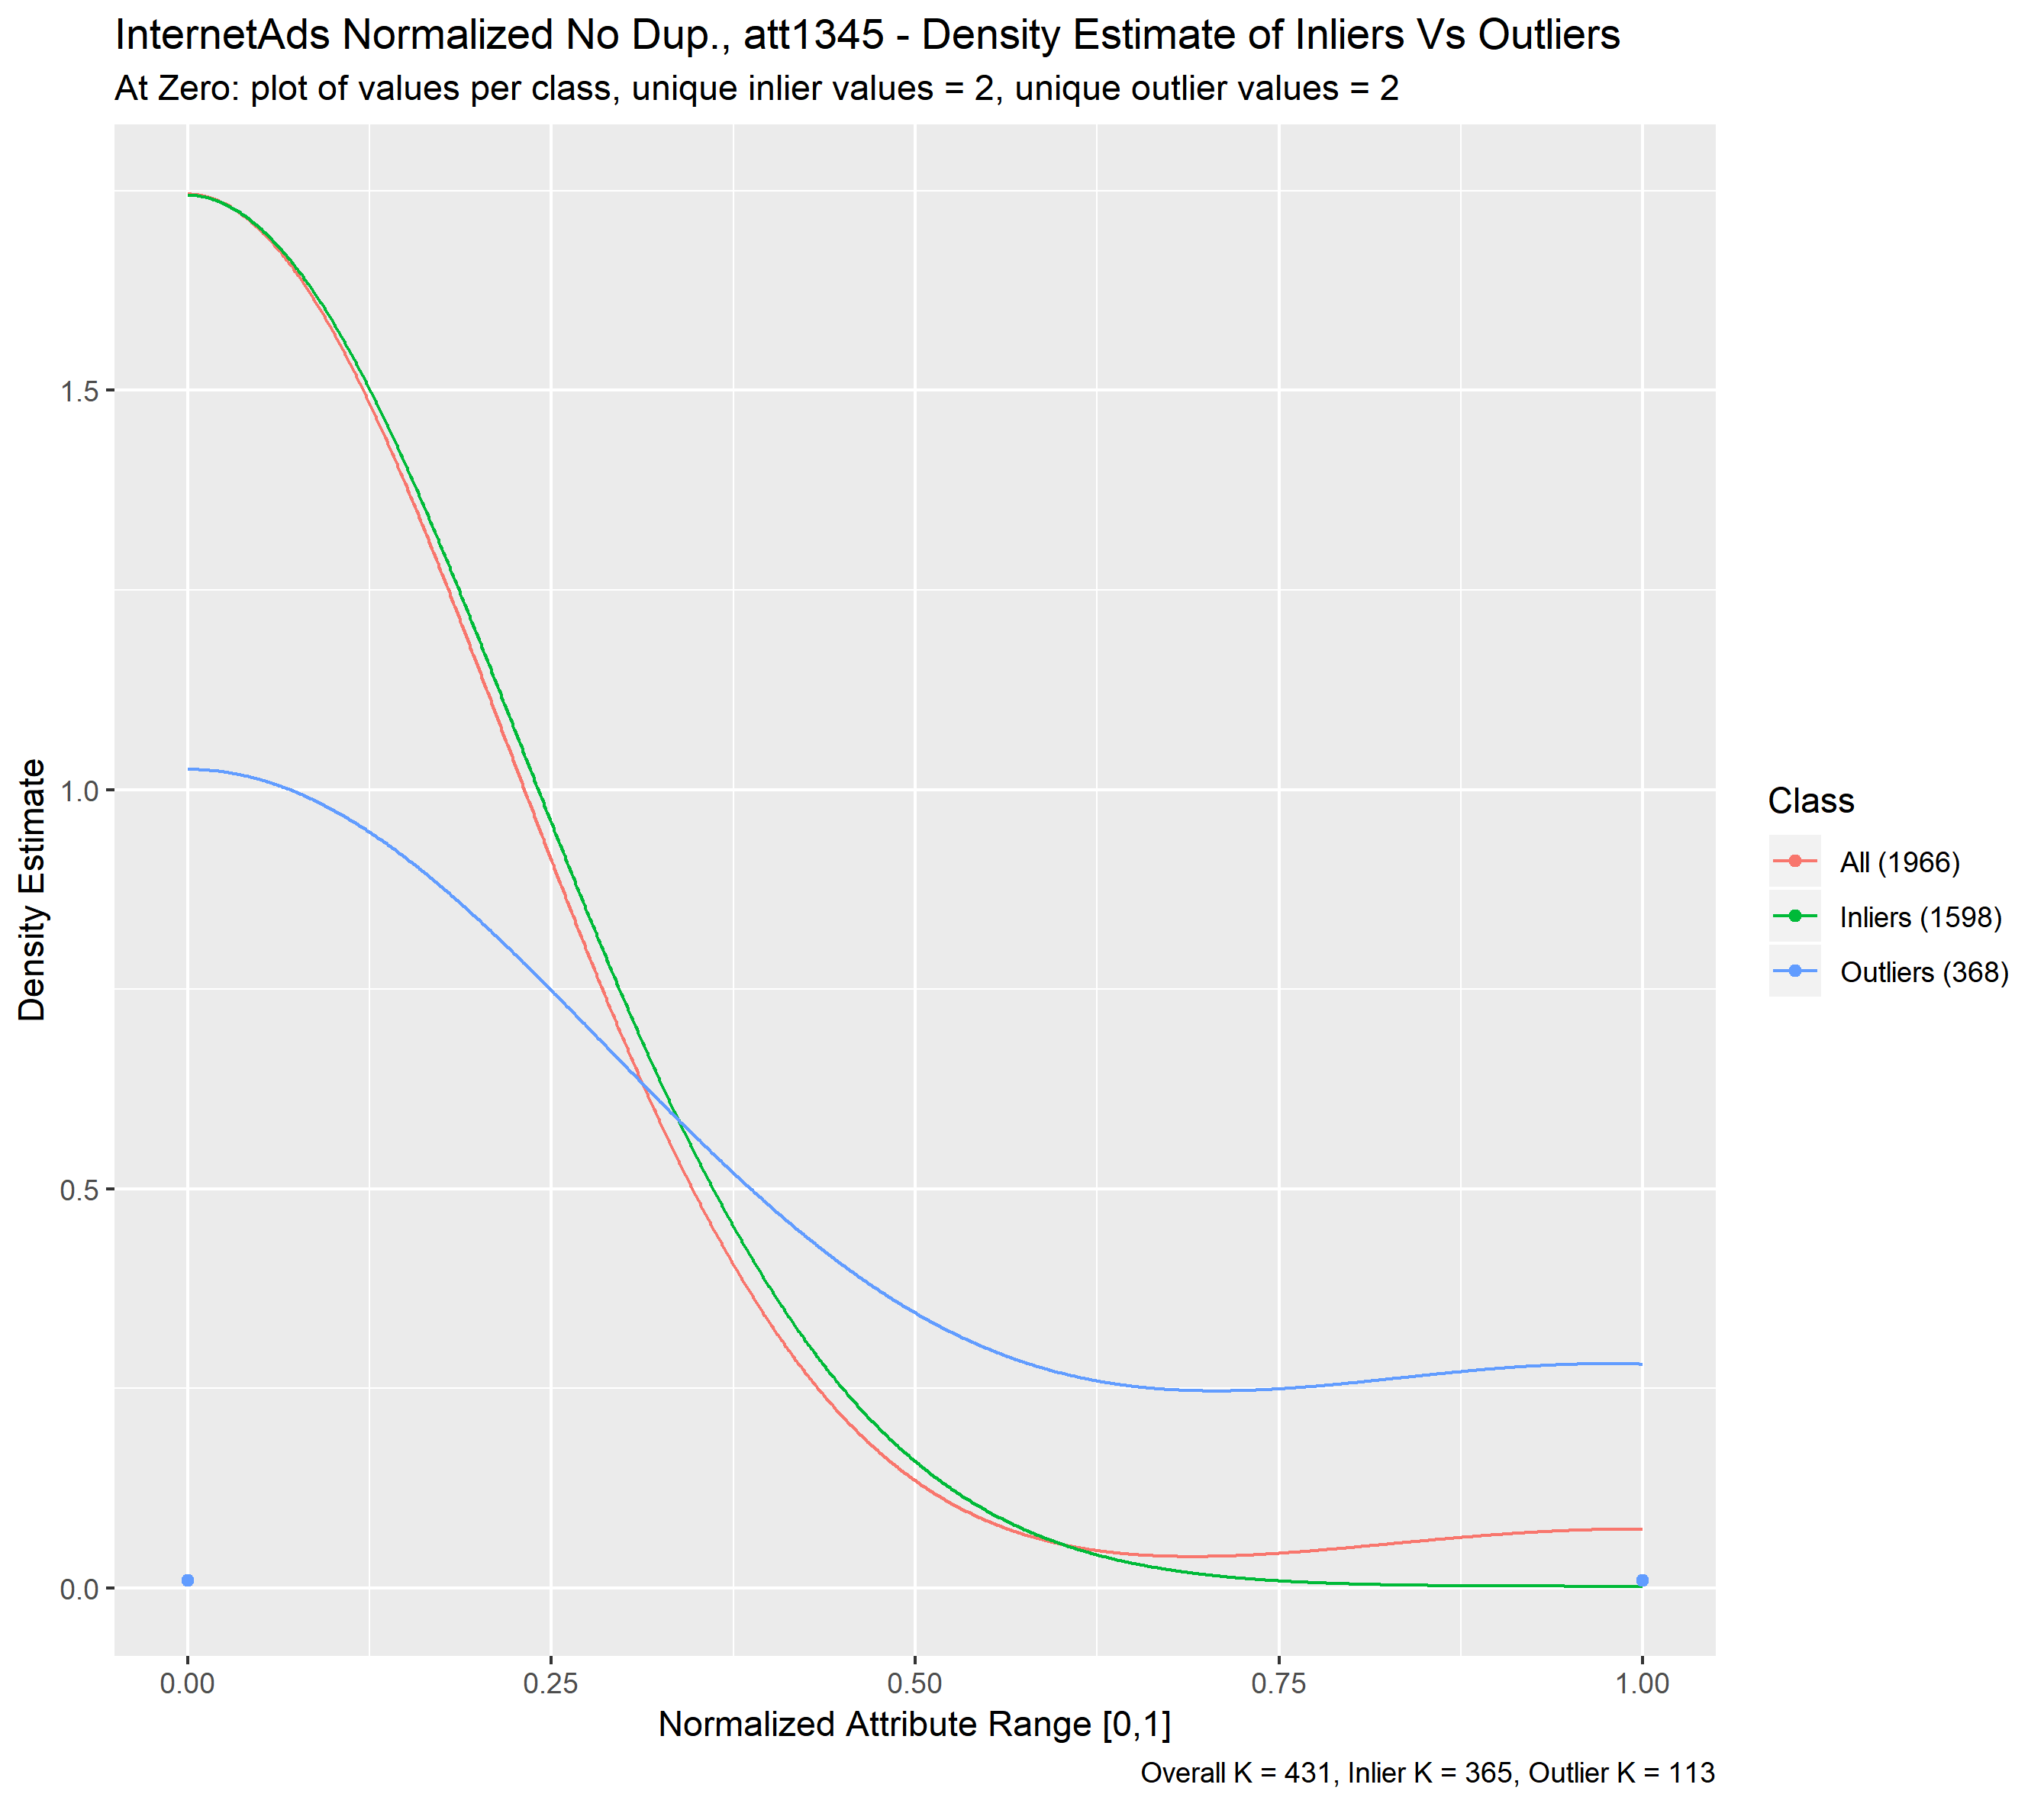 InternetAds Normalized No Dup., att1345 - Density Estimate of Inliers Vs Outliers
At Zero: plot of values per class, unique inlier values = 2, unique outlier values = 2
Density Estimate
1.5
1.0
0.5
0.0
0.00
0.25
0.50
0.75
1.00
Normalized Attribute Range [0,1]
Overall K = 431, Inlier K = 365, Outlier K = 113
Class
All (1966)
Inliers (1598)
Outliers (368)